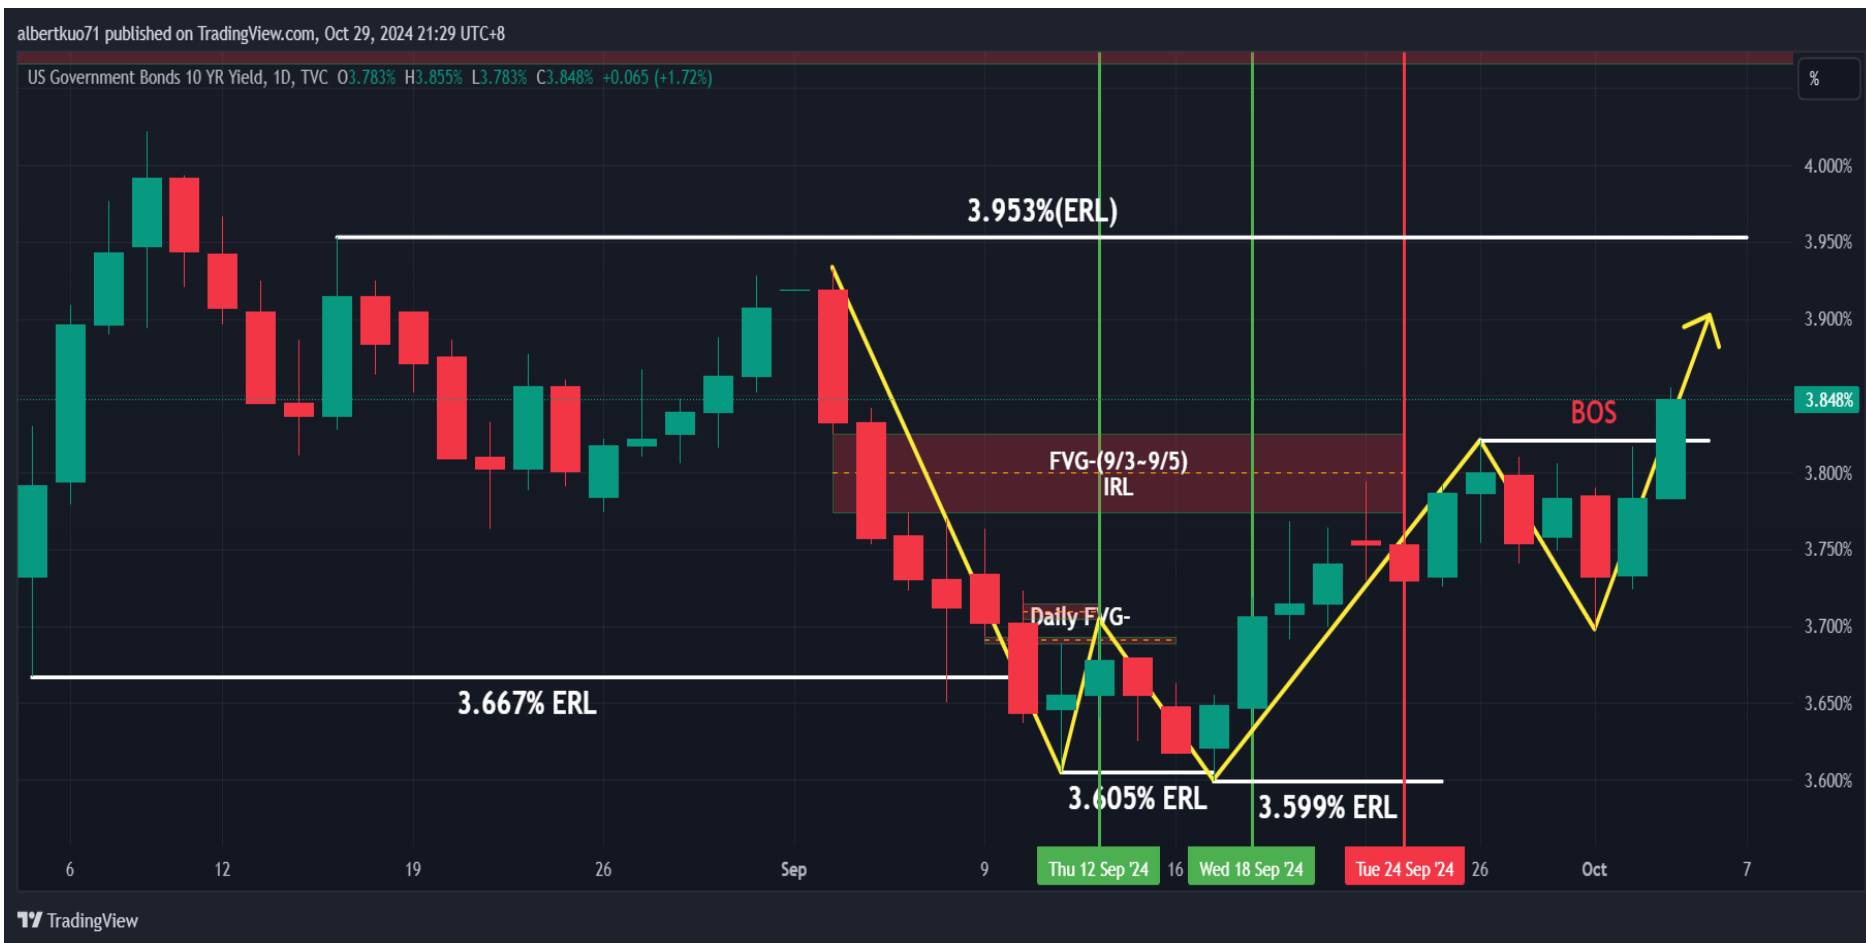 albertkuo71 published on TradingView.com, Oct 29, 2024 21:29 UTC+8
US Government Bonds 10 YR Yield, 1D, TVC O3.783% H3.855% L3.783% C3.848% +0.065 (+1.72%)
%
4.000%
3.953%(ERL)
3.950%
3.900%
3.848%
BOS
FVG-(9/3~9/5)
IRL
3.800%
3.750%
Daily FVG-
3.700%
3.667% ERL
3.650%
3.605% ERL
3.599% ERL
3.600%
6 12 19 26 Sep 9 Thu 12 Sep '24 16 Wed 18 Sep '24 Tue 24 Sep '24 26 Oct 7
TradingView